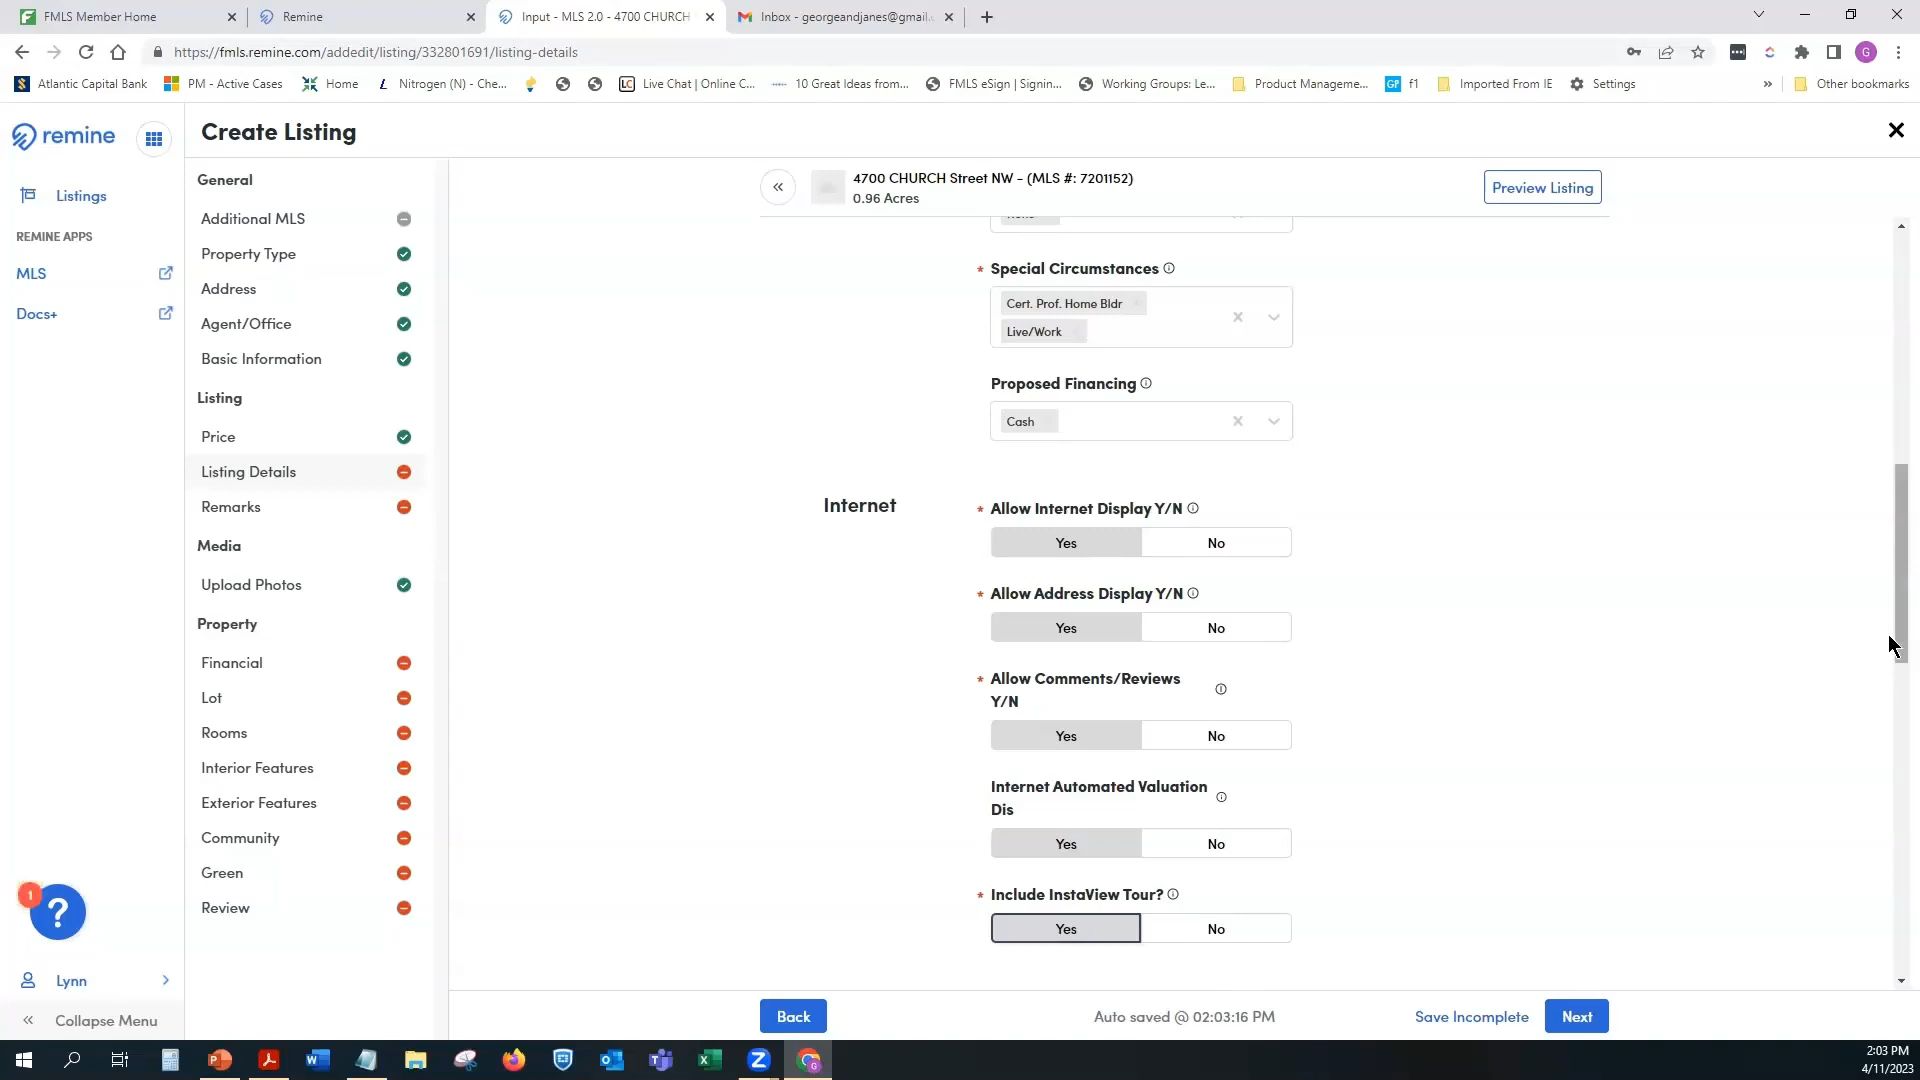 FMLS Member Home
Remine
Input - MLS 2.0 - 4700 CHURCH
Inbox - georgeandjanes@gmail.
https://fmls.remine.com/addedit/listing/332801691/listing-details
G
Atlantic Capital Bank
PM - Active Cases
Home
Nitrogen (N) - Che...
LC Live Chat | Online C...
10 Great Ideas from...
FMLS eSign | Signin...
Working Groups: Le...
Product Manageme...
GP f1
Imported From IE
Settings
»
Other bookmarks
remine
Create Listing
Listings
REMINE APPS
MLS
Docs+
General
Additional MLS
Property Type
Address
Agent/Office
Basic Information
Listing
Price
Listing Details
Remarks
Media
Upload Photos
Property
Financial
Lot
Rooms
Interior Features
Exterior Features
Community
Green
Review
1
?
Lynn
Collapse Menu
4700 CHURCH Street NW - (MLS #: 7201152)
0.96 Acres
Preview Listing
* Special Circumstances
Cert. Prof. Home Bldr
Live/Work
Proposed Financing
Cash
Internet
* Allow Internet Display Y/N
Yes No
* Allow Address Display Y/N
Yes No
* Allow Comments/Reviews
Y/N
Yes No
Internet Automated Valuation
Dis
Yes No
* Include InstaView Tour?
Yes No
Back
Auto saved @ 02:03:16 PM
Save Incomplete
Next
2:03 PM
4/11/2023